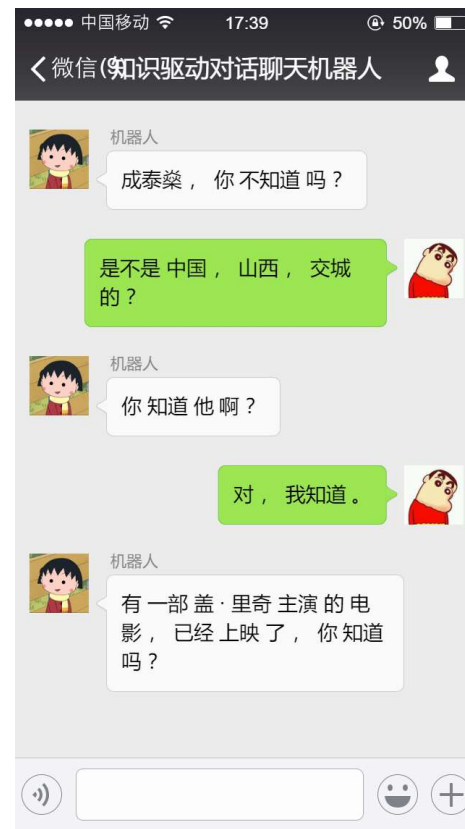 中国移动 17:39 50%
微信(9知识驱动对话聊天机器人
机器人
成泰燊， 你 不知道 吗？
是不是 中国， 山西， 交城
的？
机器人
你 知道 他 啊？
对， 我知道。
机器人
有 一部 盖·里奇 主演 的 电
影， 已经 上映 了， 你 知道
吗？